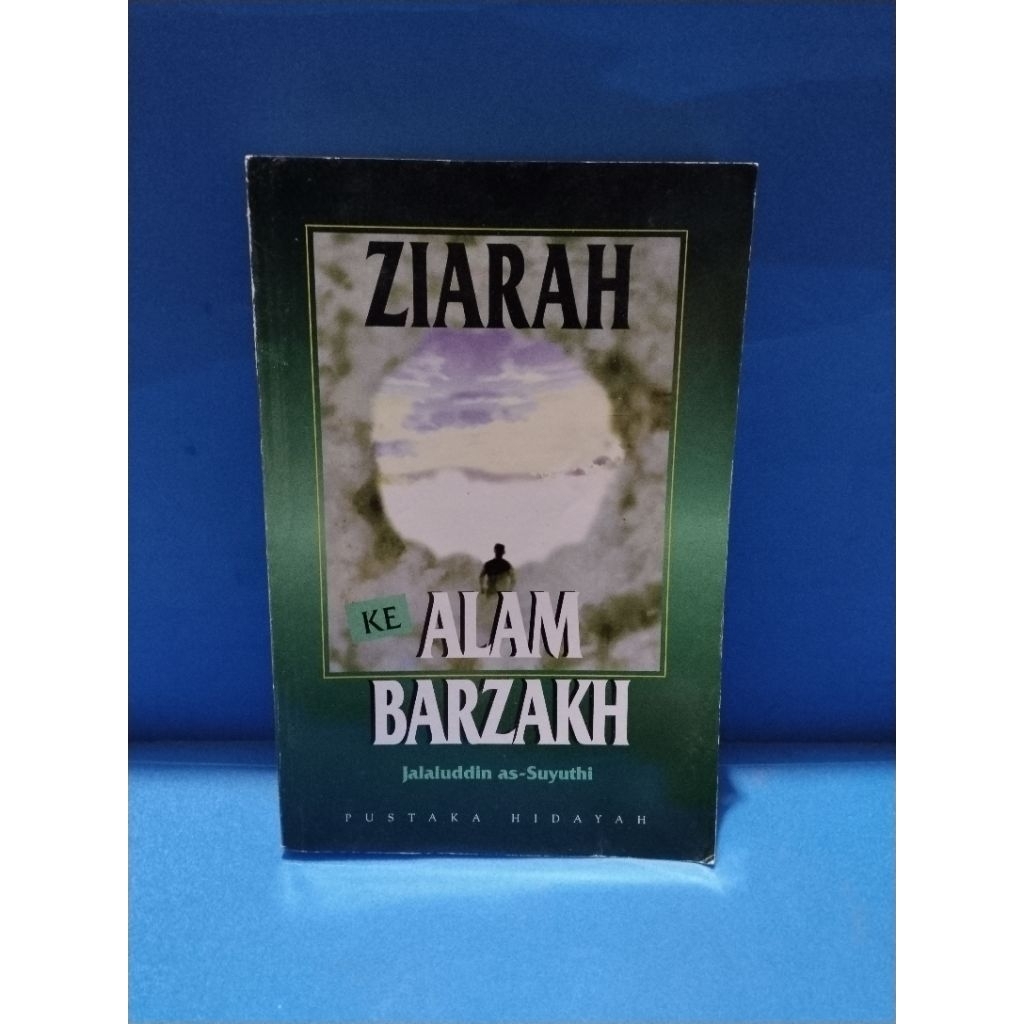 ZIARAH
KE ALAM
BARZAKH
Jalaluddin as-Suyuthi
PUSTAKA HIDAYAH